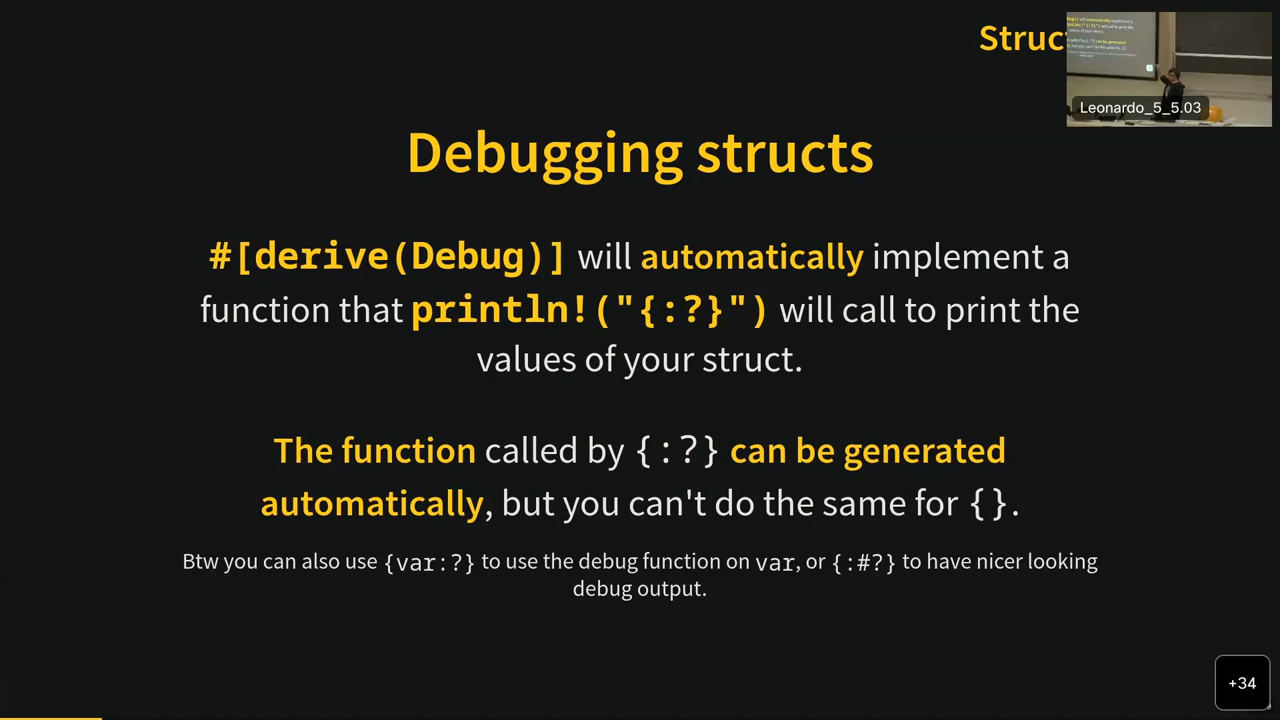 Struct
Leonardo_5_5.03
Debugging structs
#[derive(Debug)] will automatically implement a
function that println!("{:?}") will call to print the
values of your struct.
The function called by {:?} can be generated
automatically, but you can't do the same for {}.
Btw you can also use {var:?} to use the debug function on var, or {:#?} to have nicer looking
debug output.
+34